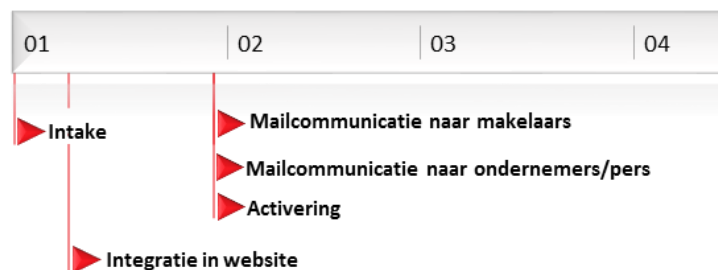 01 02 03 04
Mailcommunicatie naar makelaars
Intake
Mailcommunicatie naar ondernemers/pers
Activering
Integratie in website